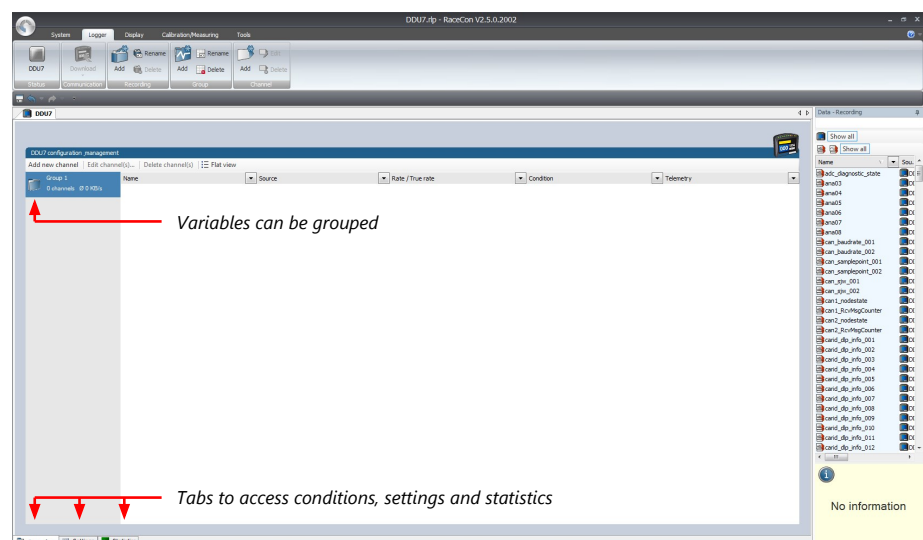 DDU7.rlp - RaceCon V2.5.0.2002
System Logger Display Calibration/Measuring Tools
DDU7 Download Add Rename Delete Add Rename Delete Add Edit Delete
Status Communication Recording Group Channel
DDU7
Data - Recording
Show all
Show all
Name Sou.
DDU7 configuration_management
Add new channel Edit channel(s)... Delete channel(s) Flat view
Group 1
0 channels Ø 0 KB/s
Name Source Rate / True rate Condition Telemetry
Variables can be grouped
Tabs to access conditions, settings and statistics
adc_diagnostic_state
ana03
ana04
ana05
ana06
ana07
ana08
can_baudrate_001
can_baudrate_002
can_samplepoint_001
can_samplepoint_002
can_sjw_001
can_sjw_002
can1_nodestate
can1_RcvMsgCounter
can2_nodestate
can2_RcvMsgCounter
carid_dlp_info_001
carid_dlp_info_002
carid_dlp_info_003
carid_dlp_info_004
carid_dlp_info_005
carid_dlp_info_006
carid_dlp_info_007
carid_dlp_info_008
carid_dlp_info_009
carid_dlp_info_010
carid_dlp_info_011
carid_dlp_info_012
No information